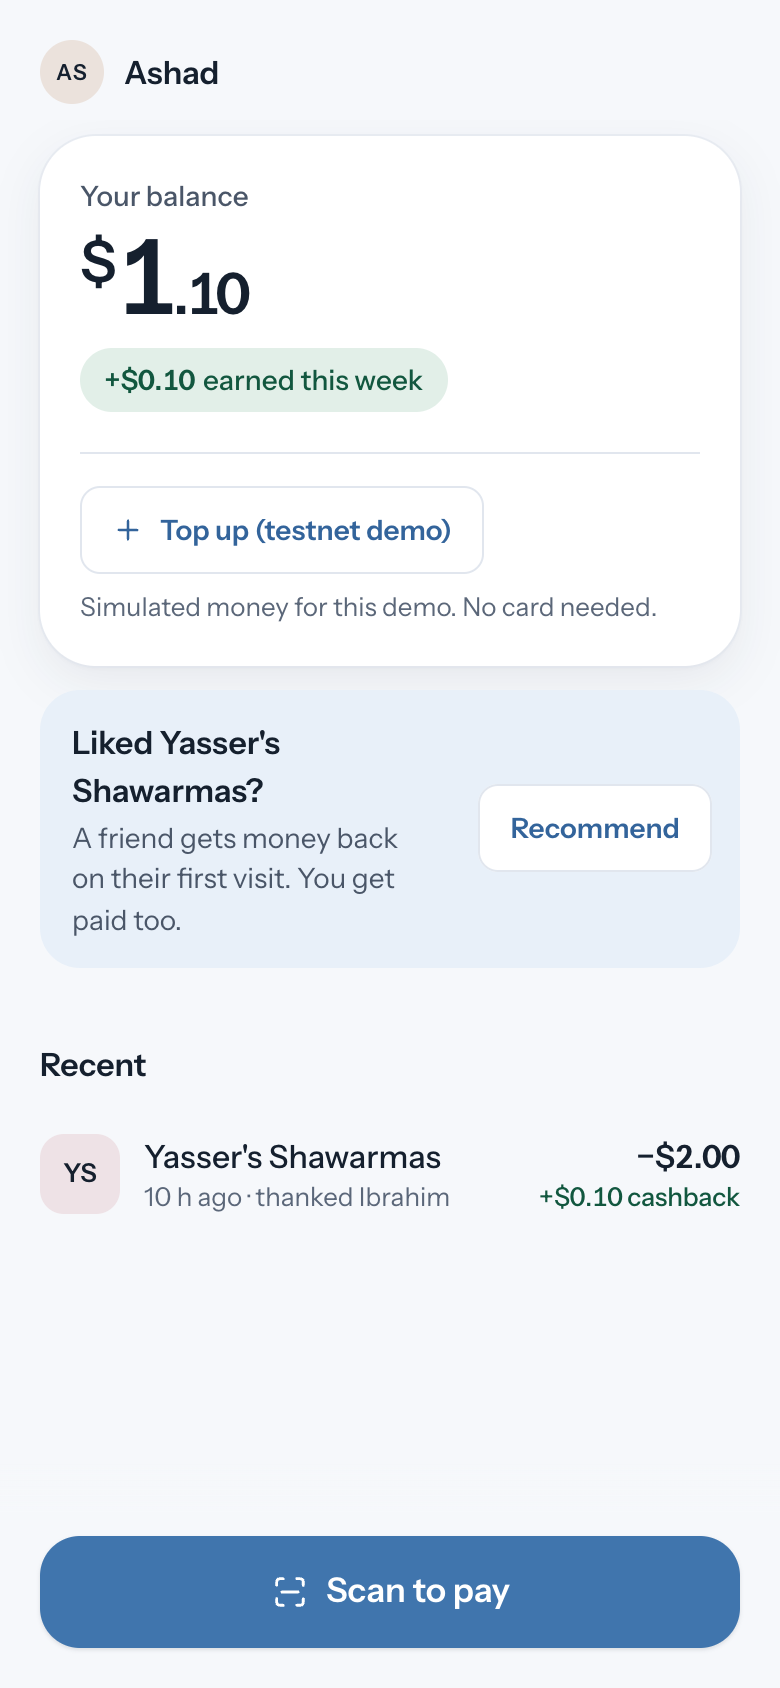 AS Ashad
Your balance
$1.10
+$0.10 earned this week
Top up (testnet demo)
Simulated money for this demo. No card needed.
Liked Yasser's
Shawarmas?
A friend gets money back
on their first visit. You get
paid too.
Recommend
Recent
YS
Yasser's Shawarmas
−$2.00
10 h ago · thanked Ibrahim
+$0.10 cashback
Scan to pay